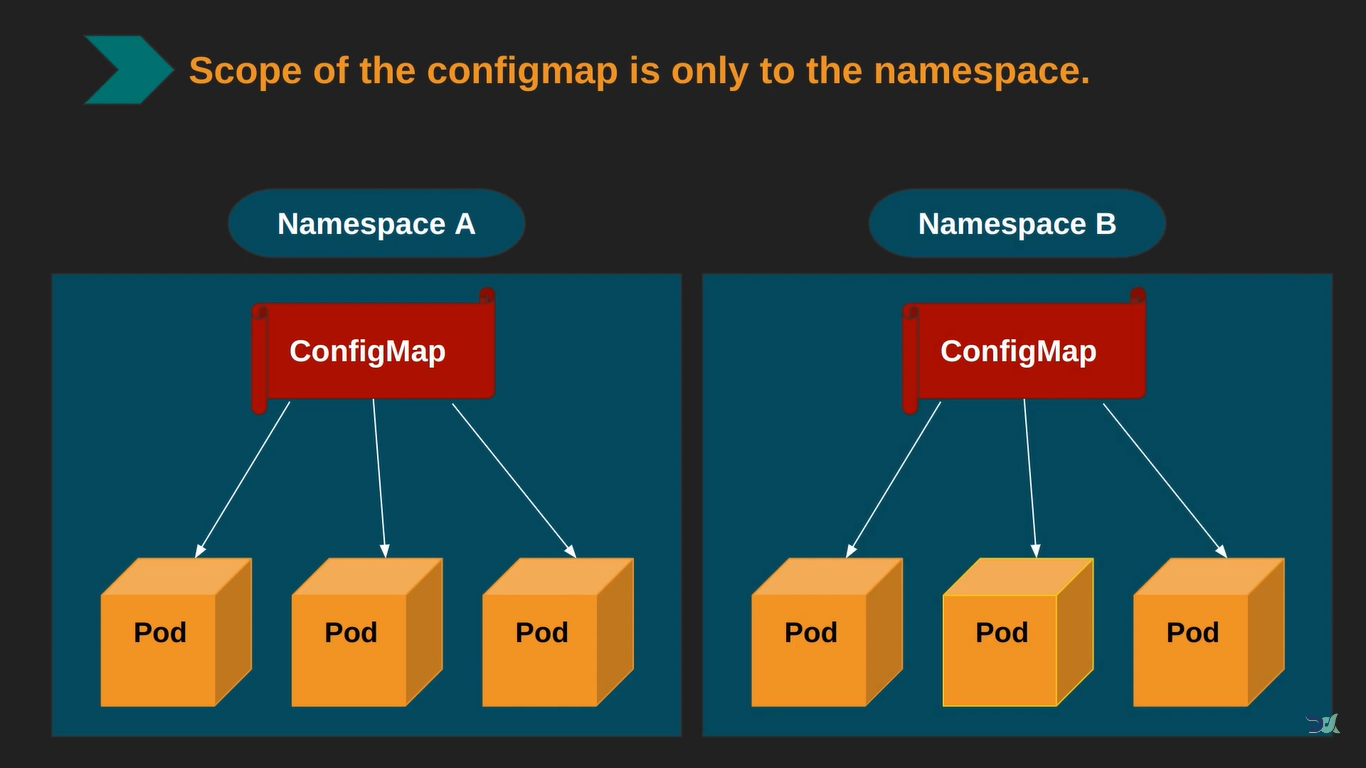 Scope of the configmap is only to the namespace.
Namespace A
Namespace B
ConfigMap
ConfigMap
Pod
Pod
Pod
Pod
Pod
Pod